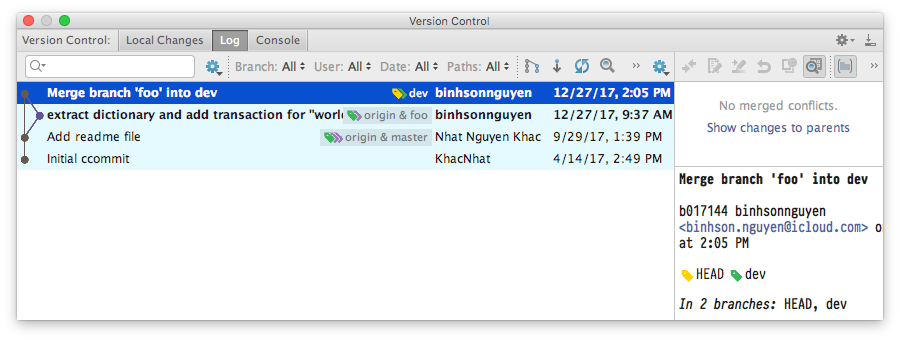 Version Control
Version Control: Local Changes Log Console
Branch: All User: All Date: All Paths: All
Merge branch 'foo' into dev dev binhsonnguyen 12/27/17, 2:05 PM
extract dictionary and add transaction for "worl origin & foo binhsonnguyen 12/27/17, 9:37 AM
Add readme file origin & master Nhat Nguyen Khac 9/29/17, 1:39 PM
Initial ccommit KhacNhat 4/14/17, 2:49 PM
No merged conflicts.
Show changes to parents
Merge branch 'foo' into dev
b017144 binhsonnguyen
<binhson.nguyen@icloud.com> o
at 2:05 PM
HEAD dev
In 2 branches: HEAD, dev